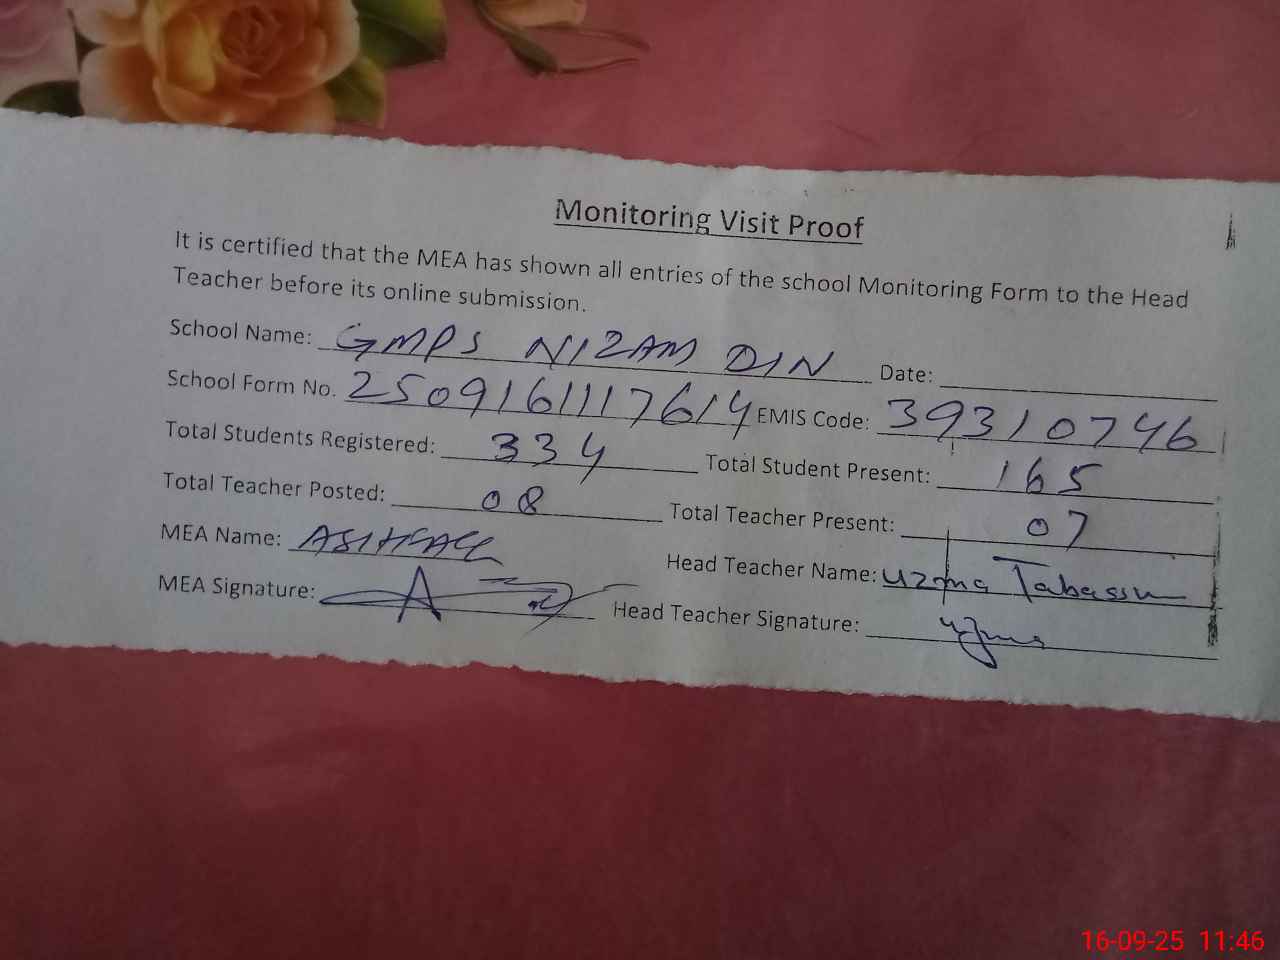 Monitoring Visit Proof
It is certified that the MEA has shown all entries of the school Monitoring Form to the Head
Teacher before its online submission.
School Name: GMPS NIZAM DIN Date:
School Form No. 2509161117614 EMIS Code: 39310746
Total Students Registered: 334 Total Student Present: 165
Total Teacher Posted: 08 Total Teacher Present: 07
MEA Name: Head Teacher Name: Uzma Tabassum
MEA Signature: Head Teacher Signature: Uzma
16-09-25 11:46